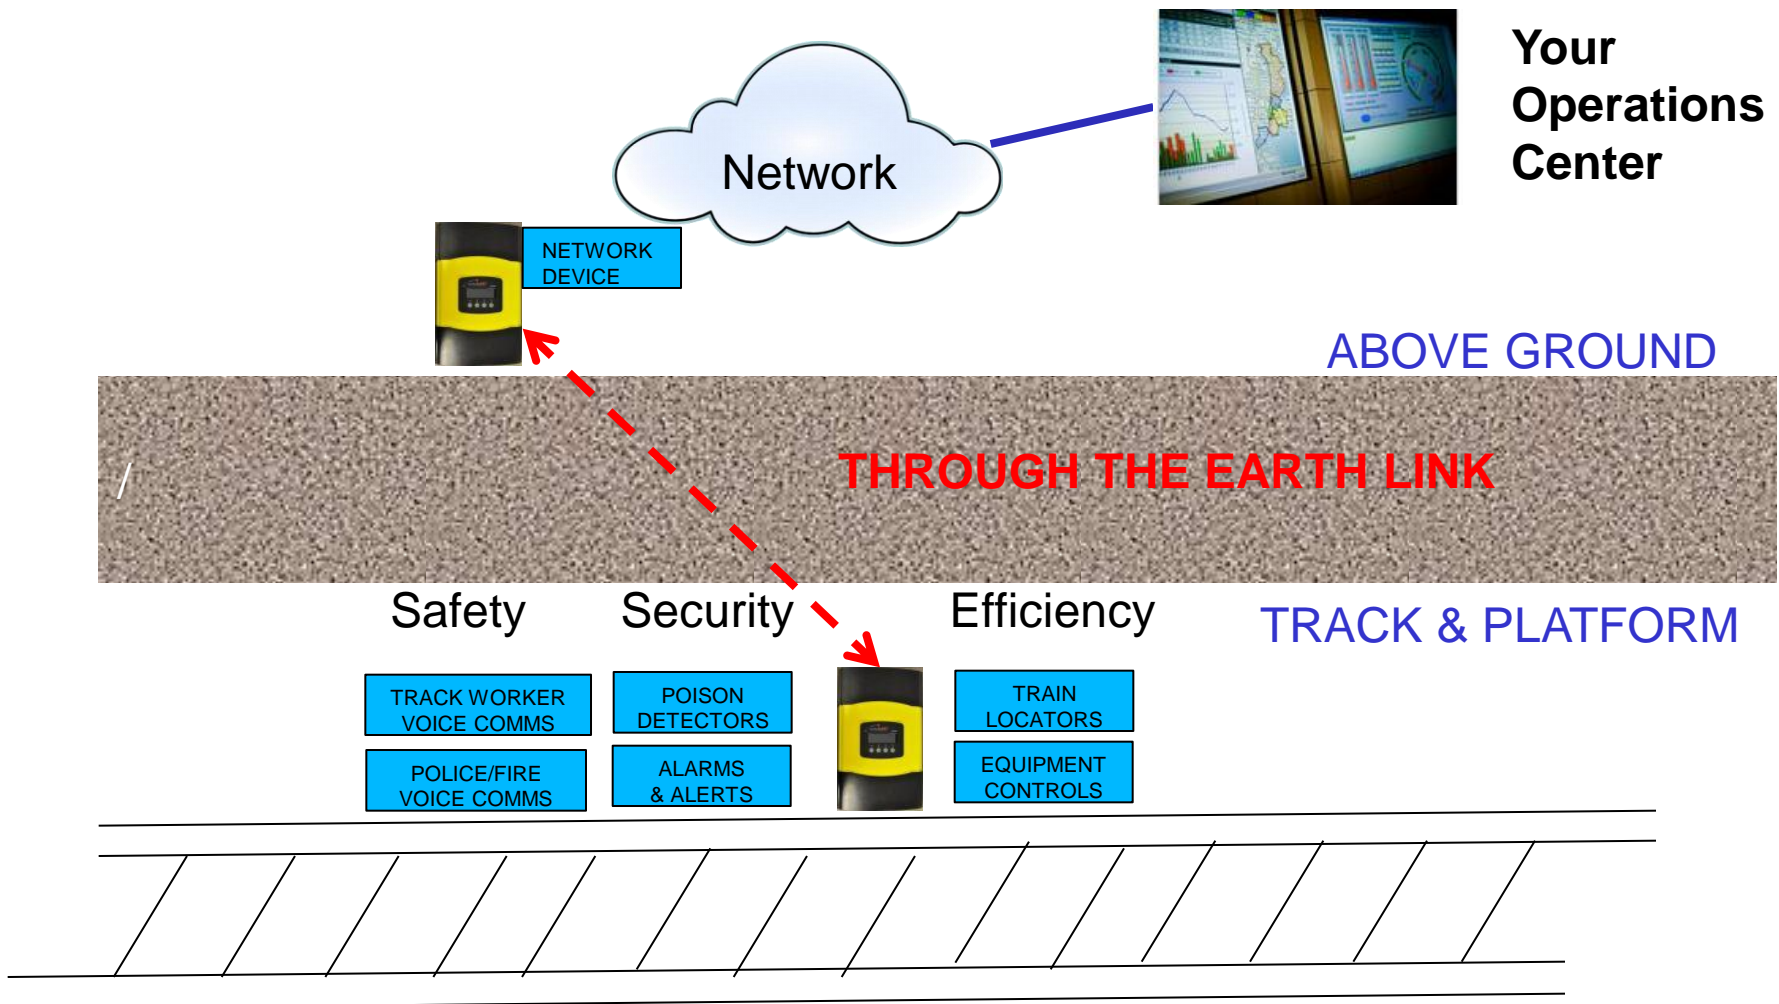 Your
Operations
Center
Network
NETWORK
DEVICE
ABOVE GROUND
/
THROUGH THE EARTH LINK
Safety
Security
Efficiency
TRACK & PLATFORM
TRACK WORKER
VOICE COMMS
POISON
DETECTORS
TRAIN
LOCATORS
POLICE/FIRE
VOICE COMMS
ALARMS
& ALERTS
EQUIPMENT
CONTROLS